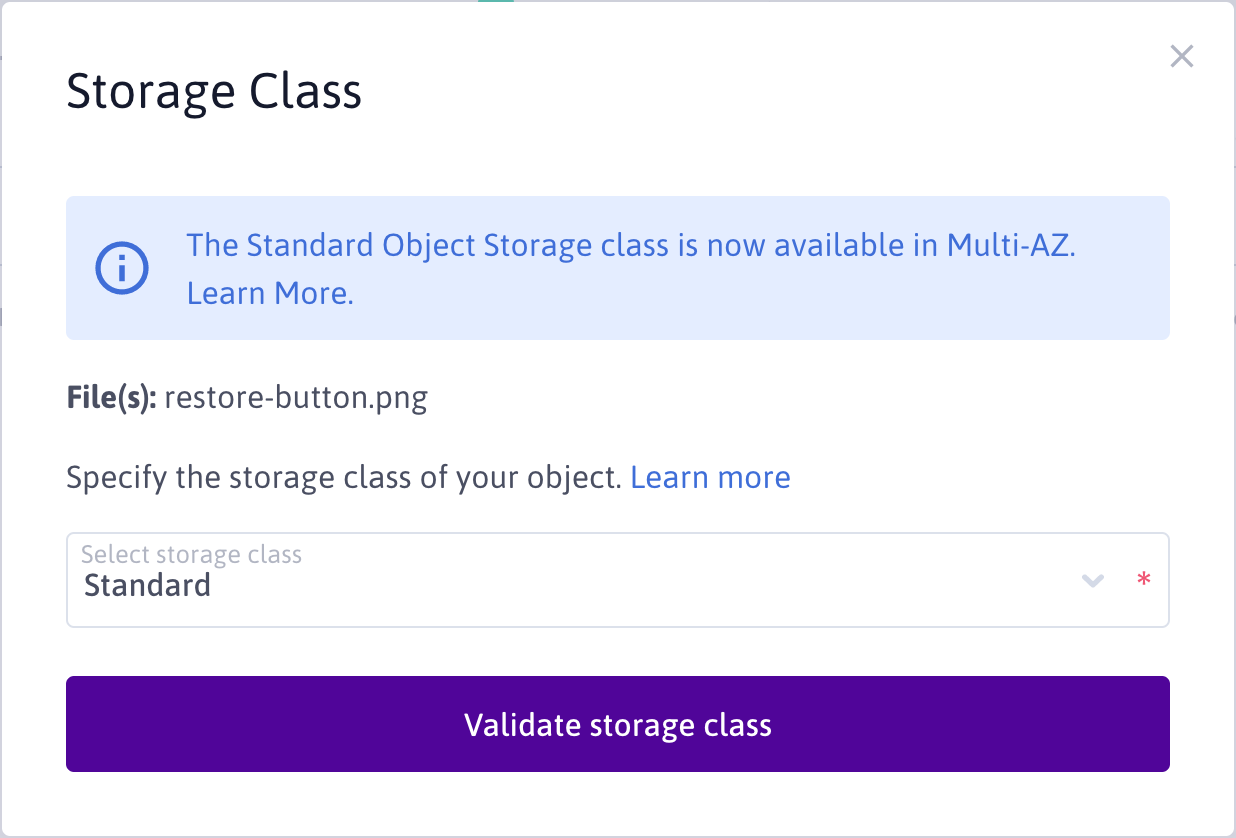 Storage Class
The Standard Object Storage class is now available in Multi-AZ.
Learn More.
File(s): restore-button.png
Specify the storage class of your object. Learn more
Select storage class
Standard
*
Validate storage class